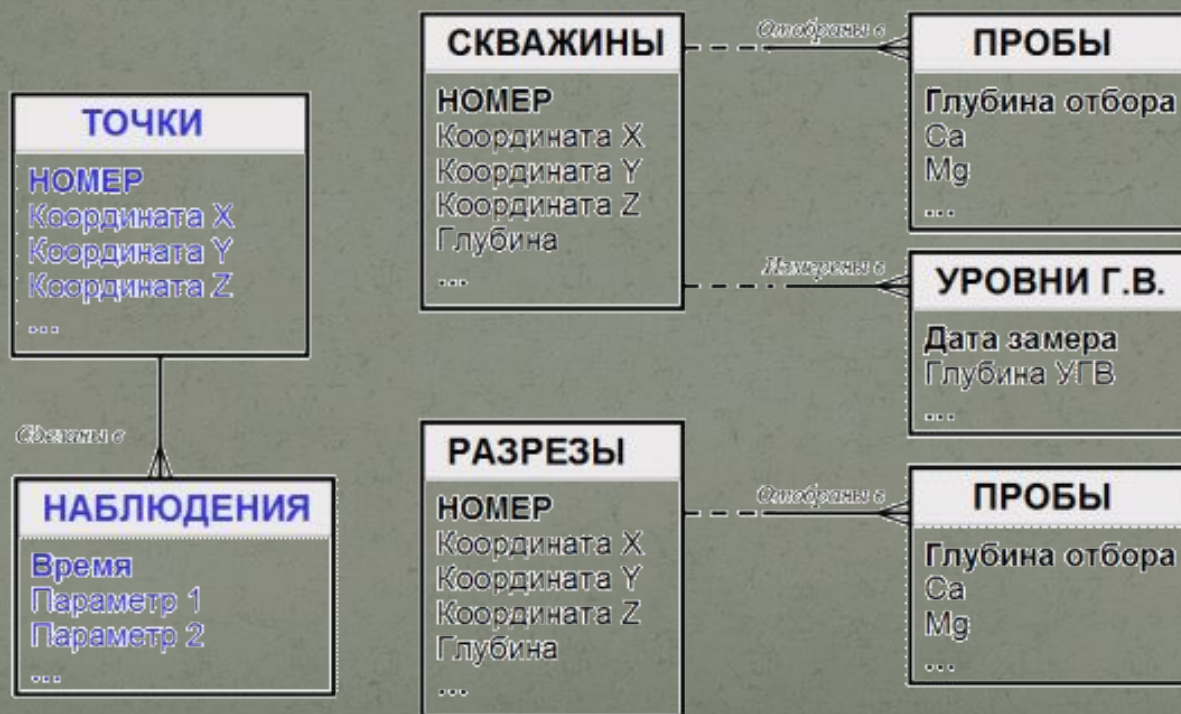 ТОЧКИ
НОМЕР
Координата X
Координата Y
Координата Z
...
Сделаны в
НАБЛЮДЕНИЯ
Время
Параметр 1
Параметр 2
...
СКВАЖИНЫ
НОМЕР
Координата X
Координата Y
Координата Z
Глубина
...
Отобраны в
ПРОБЫ
Глубина отбора
Ca
Mg
...
Измерены в
УРОВНИ Г.В.
Дата замера
Глубина УГВ
...
РАЗРЕЗЫ
НОМЕР
Координата X
Координата Y
Координата Z
Глубина
...
Отобраны в
ПРОБЫ
Глубина отбора
Ca
Mg
...